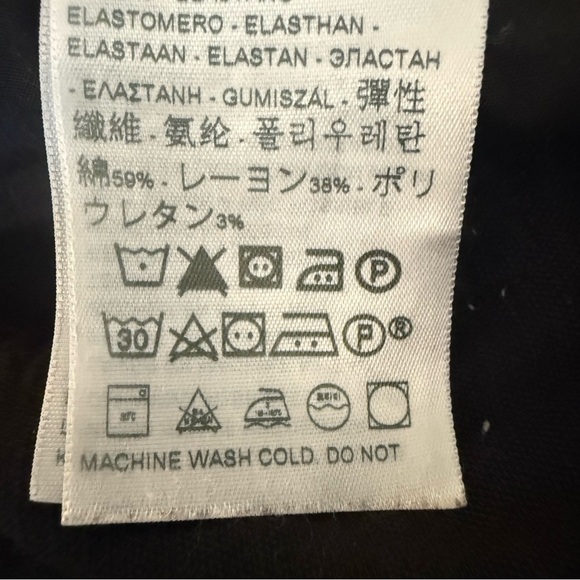 ELASTOMERO - ELASTHAN -
ELASTAAN - ELASTAN - ЭЛАСТАН
- ΕΛΑΣΤΑΝΗ - GUMISZÁL - 彈性
纖維 - 氨纶 - 폴리우레탄
綿59% - レーヨン38% - ポリ
ウレタン3%
P
30 P®
MACHINE WASH COLD. DO NOT